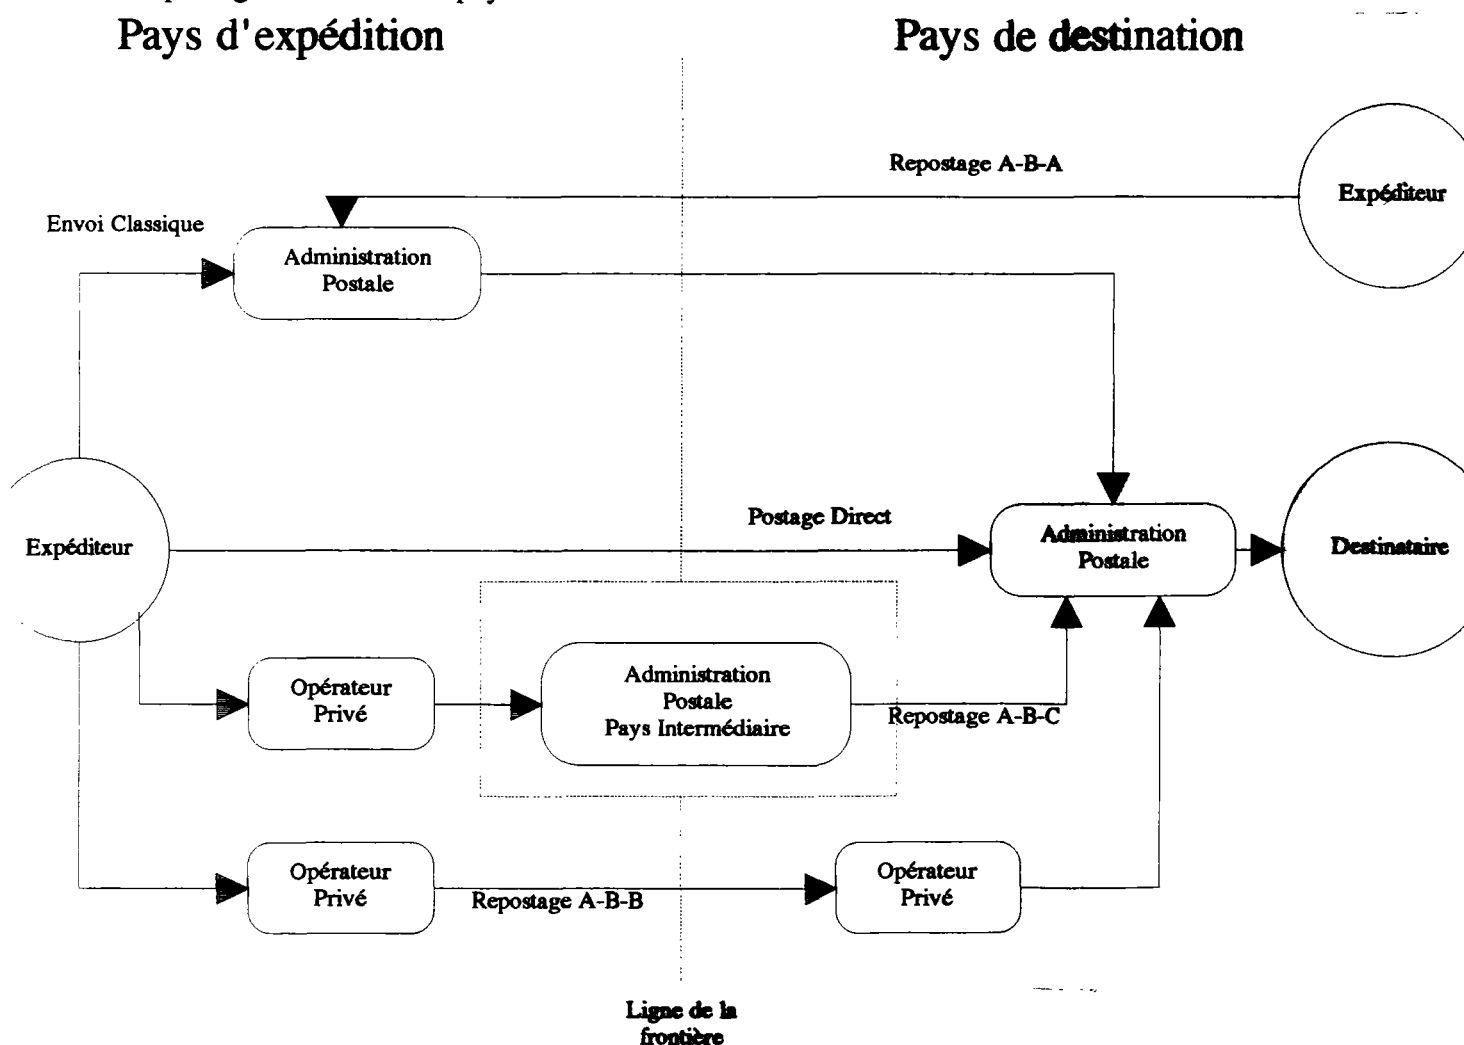 Pays d'expédition
Pays de destination
Repostage A-B-A
Expéditeur
Envoi Classique
Administration
Postale
Postage Direct
Expéditeur
Administration
Postale
Destinataire
Opérateur
Privé
Administration
Postale
Pays Intermédiaire
Repostage A-B-C
Opérateur
Privé
Repostage A-B-B
Opérateur
Privé
Ligne de la
frontière